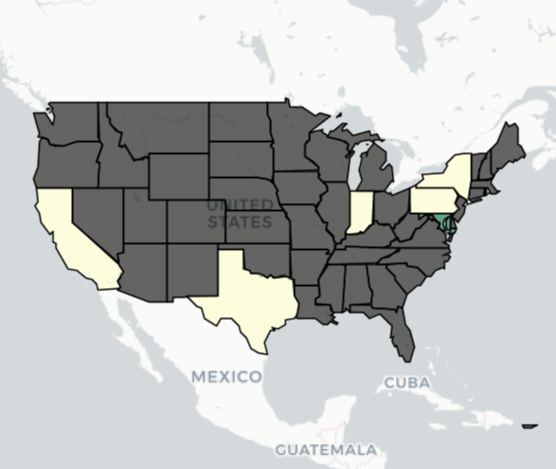 UNITED
STATES
MEXICO
CUBA
GUATEMALA